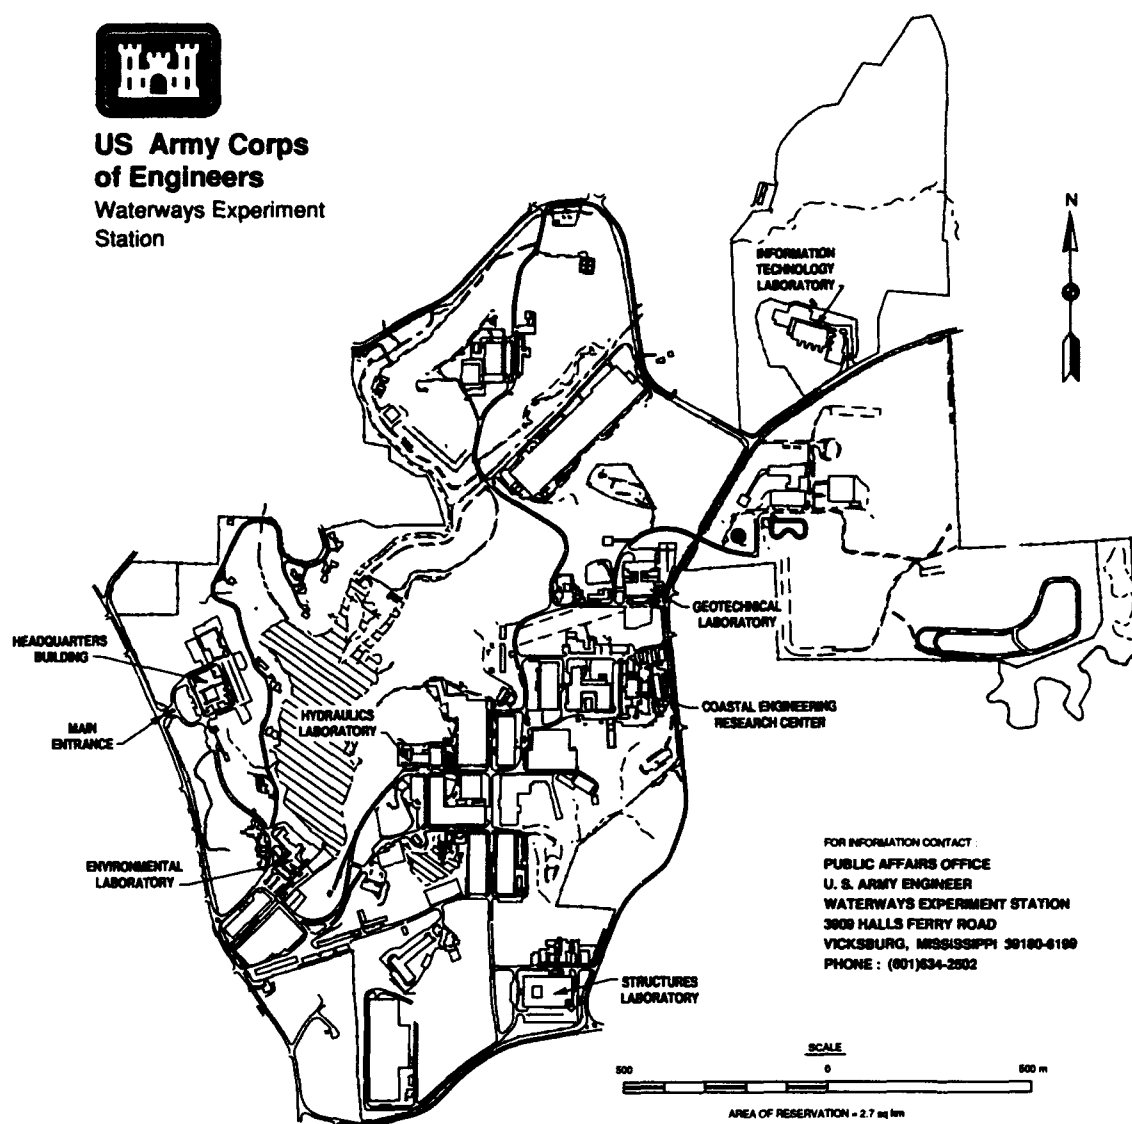 US Army Corps
of Engineers
Waterways Experiment
Station
N
INFORMATION
TECHNOLOGY
LABORATORY
GEOTECHNICAL
LABORATORY
HEADQUARTERS
BUILDING
MAIN
ENTRANCE
HYDRAULICS
LABORATORY
COASTAL ENGINEERING
RESEARCH CENTER
ENVIRONMENTAL
LABORATORY
STRUCTURES
LABORATORY
FOR INFORMATION CONTACT :
PUBLIC AFFAIRS OFFICE
U. S. ARMY ENGINEER
WATERWAYS EXPERIMENT STATION
3909 HALLS FERRY ROAD
VICKSBURG, MISSISSIPPI 39180-6199
PHONE : (601)634-2502
SCALE
500 0 500 m
AREA OF RESERVATION = 2.7 sq km